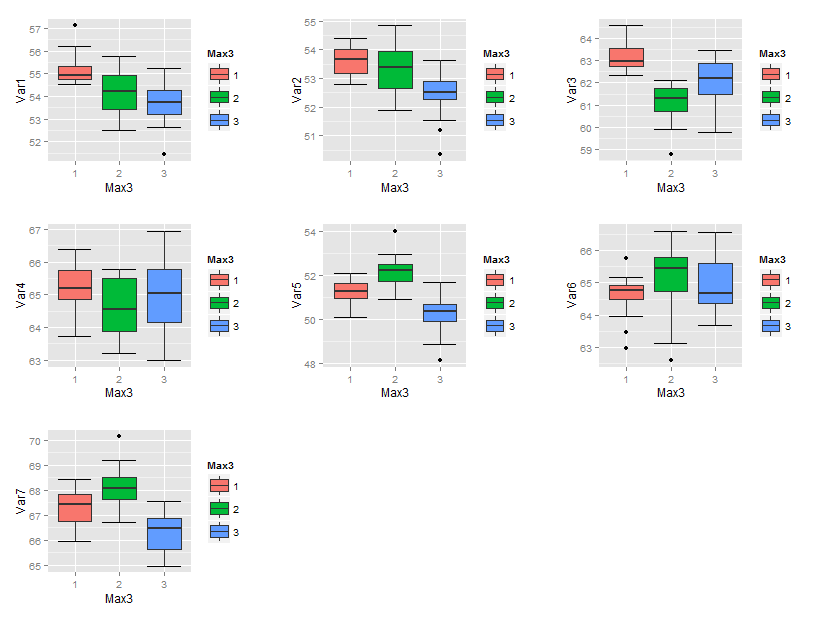 Var1
57
56
55
54
53
52
1 2 3
Max3
Max3
1
2
3
Var2
55
54
53
52
51
1 2 3
Max3
Max3
1
2
3
Var3
64
63
62
61
60
59
1 2 3
Max3
Max3
1
2
3
Var4
67
66
65
64
63
1 2 3
Max3
Max3
1
2
3
Var5
54
52
50
48
1 2 3
Max3
Max3
1
2
3
Var6
66
65
64
63
1 2 3
Max3
Max3
1
2
3
Var7
70
69
68
67
66
65
1 2 3
Max3
Max3
1
2
3